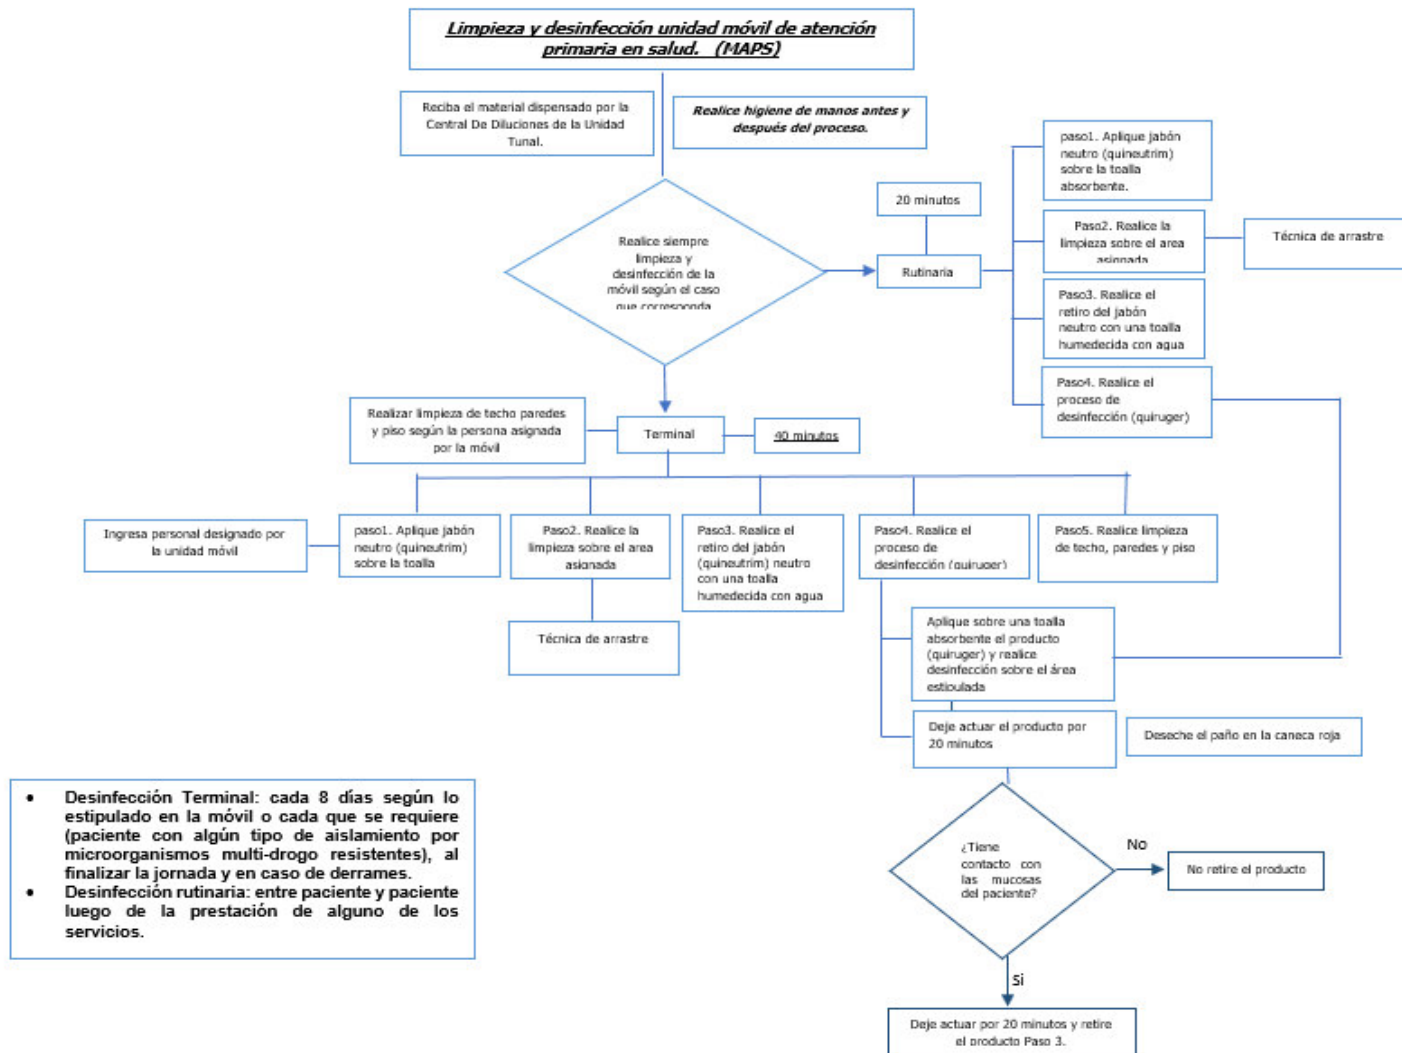 Limpieza y desinfección unidad móvil de atención
primaria en salud. (MAPS)
Reciba el material dispensado por la
Central De Diluciones de la Unidad
Tunal.
Realice higiene de manos antes y
después del proceso.
Realice siempre
limpieza y
desinfección de la
móvil según el caso
que corresponda
20 minutos
Rutinaria
paso1. Aplique jabón
neutro (quineutrim)
sobre la toalla
absorbente.
Paso2. Realice la
limpieza sobre el area
asignada
Técnica de arrastre
Paso3. Realice el
retiro del jabón
neutro con una toalla
humedecida con agua
Paso4. Realice el
proceso de
desinfección (quiruger)
Realizar limpieza de techo paredes
y piso según la persona asignada
por la móvil
Terminal
40 minutos
Ingresa personal designado por
la unidad móvil
paso1. Aplique jabón
neutro (quineutrim)
sobre la toalla
Paso2. Realice la
limpieza sobre el area
asignada
Técnica de arrastre
Paso3. Realice el
retiro del jabón
(quineutrim) neutro
con una toalla
humedecida con agua
Paso4. Realice el
proceso de
desinfección (quiruger)
Paso5. Realice limpieza
de techo, paredes y piso
Aplique sobre una toalla
absorbente el producto
(quiruger) y realice
desinfección sobre el área
estipulada
Deje actuar el producto por
20 minutos
Deseche el paño en la caneca roja
¿Tiene
contacto con
las mucosas
del paciente?
No
No retire el producto
Si
Deje actuar por 20 minutos y retire
el producto Paso 3.
• Desinfección Terminal: cada 8 días según lo
estipulado en la móvil o cada que se requiere
(paciente con algún tipo de aislamiento por
microorganismos multi-drogo resistentes), al
finalizar la jornada y en caso de derrames.
• Desinfección rutinaria: entre paciente y paciente
luego de la prestación de alguno de los
servicios.